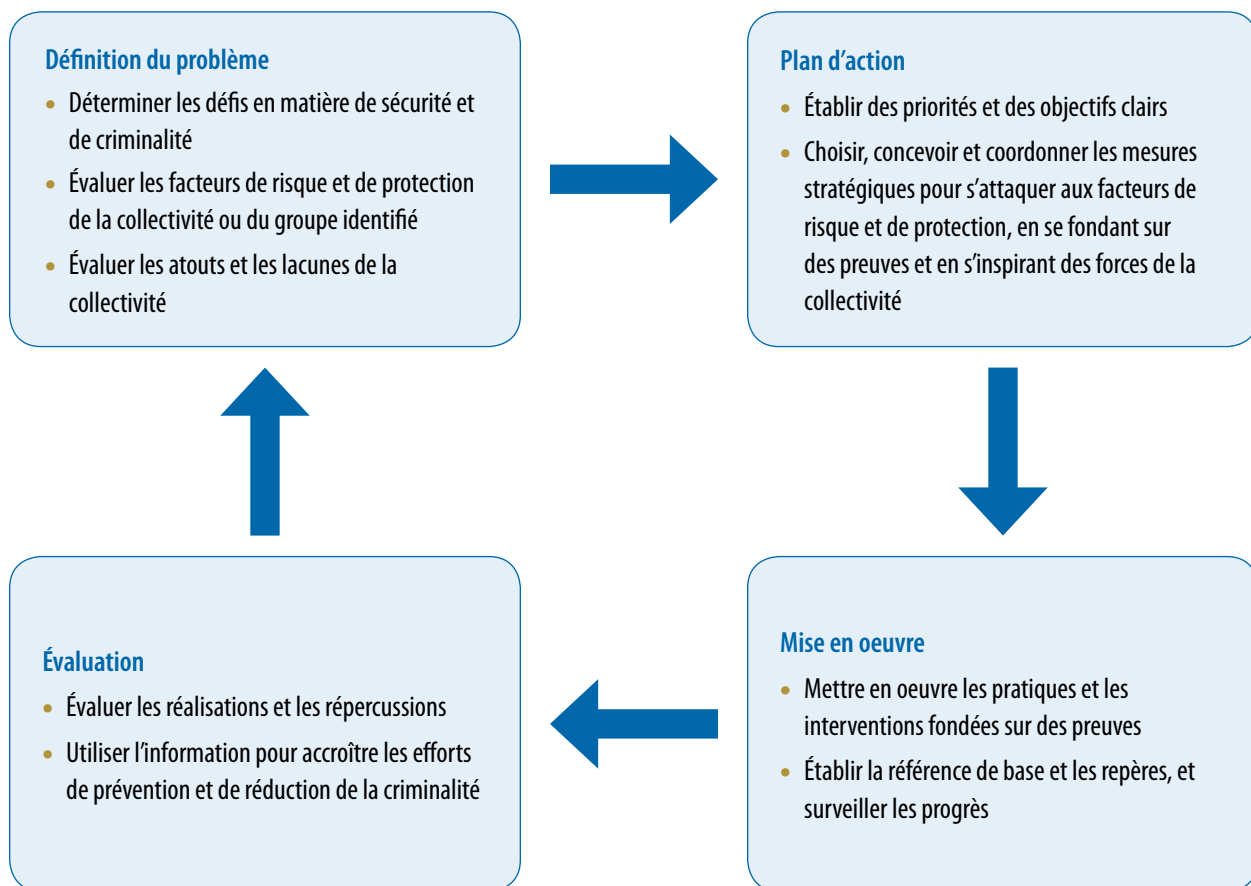 Définition du problème
• Déterminer les défis en matière de sécurité et
de criminalité
• Évaluer les facteurs de risque et de protection
de la collectivité ou du groupe identifié
• Évaluer les atouts et les lacunes de la
collectivité
Plan d’action
• Établir des priorités et des objectifs clairs
• Choisir, concevoir et coordonner les mesures
stratégiques pour s’attaquer aux facteurs de
risque et de protection, en se fondant sur
des preuves et en s’inspirant des forces de la
collectivité
Mise en oeuvre
• Mettre en oeuvre les pratiques et les
interventions fondées sur des preuves
• Établir la référence de base et les repères, et
surveiller les progrès
Évaluation
• Évaluer les réalisations et les répercussions
• Utiliser l’information pour accroître les efforts
de prévention et de réduction de la criminalité